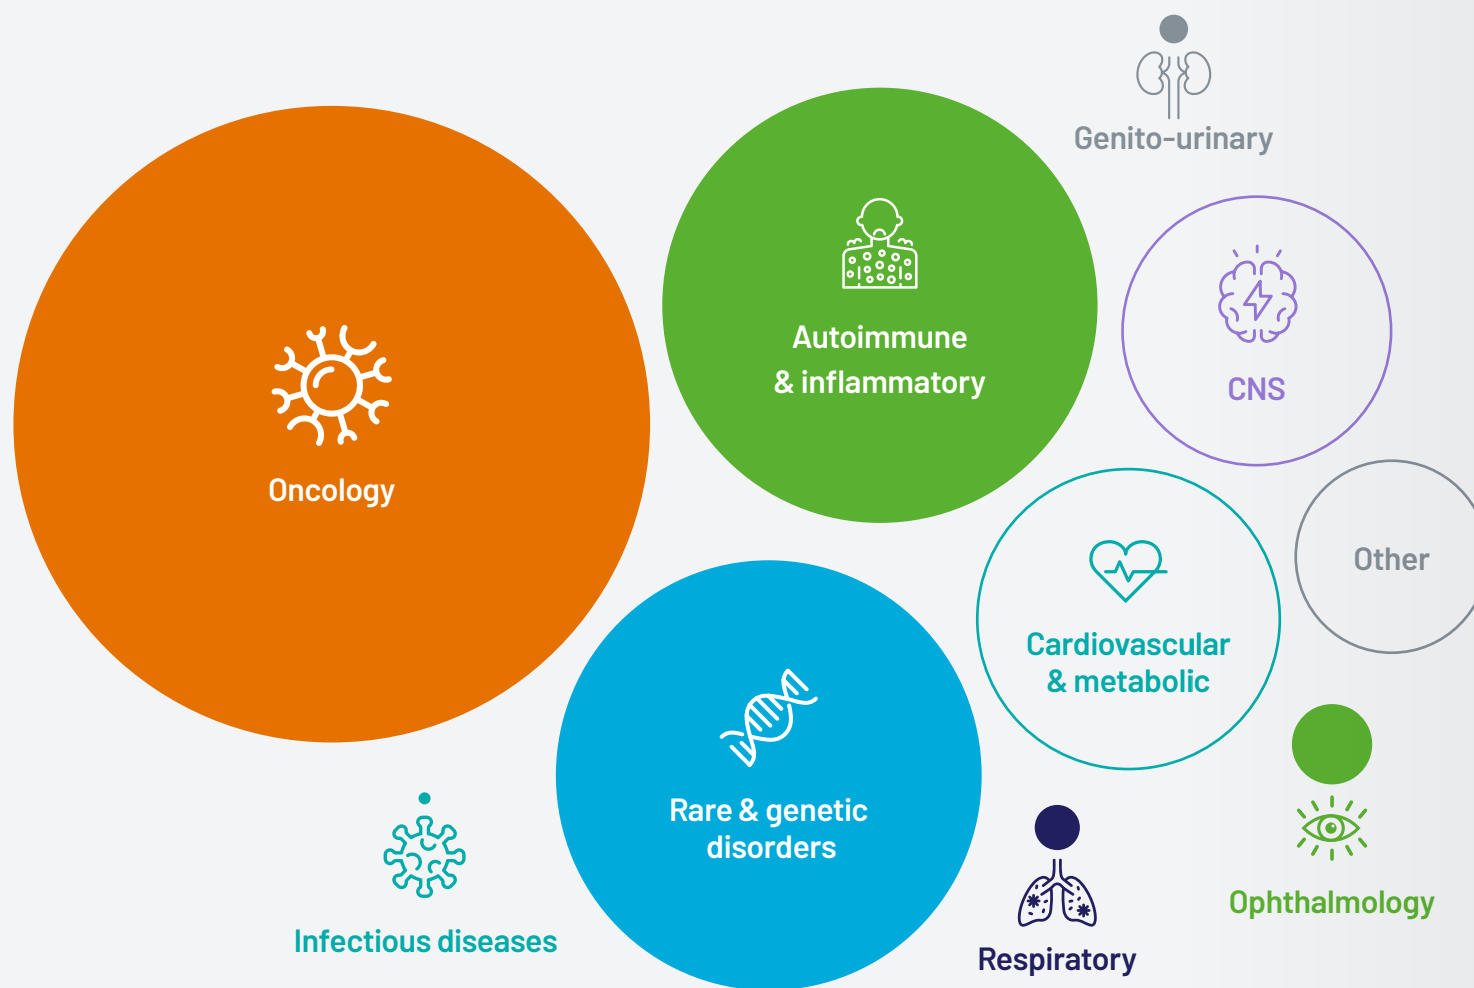 Genito-urinary
Autoimmune
& inflammatory
CNS
Oncology
Other
Cardiovascular
& metabolic
Rare & genetic
disorders
Ophthalmology
Infectious diseases
Respiratory